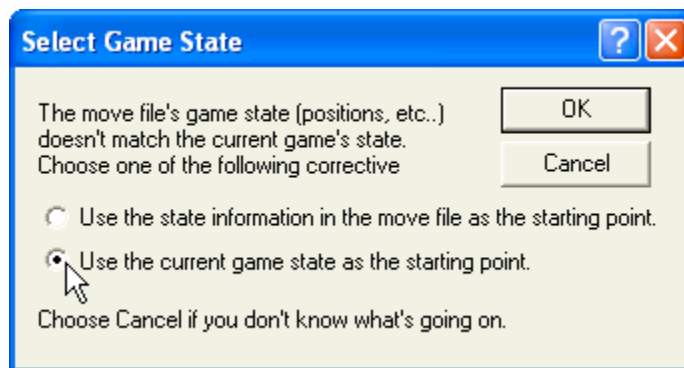 Select Game State
The move file's game state (positions, etc..)
doesn't match the current game's state.
Choose one of the following corrective
OK
Cancel
Use the state information in the move file as the starting point.
Use the current game state as the starting point.
Choose Cancel if you don't know what's going on.